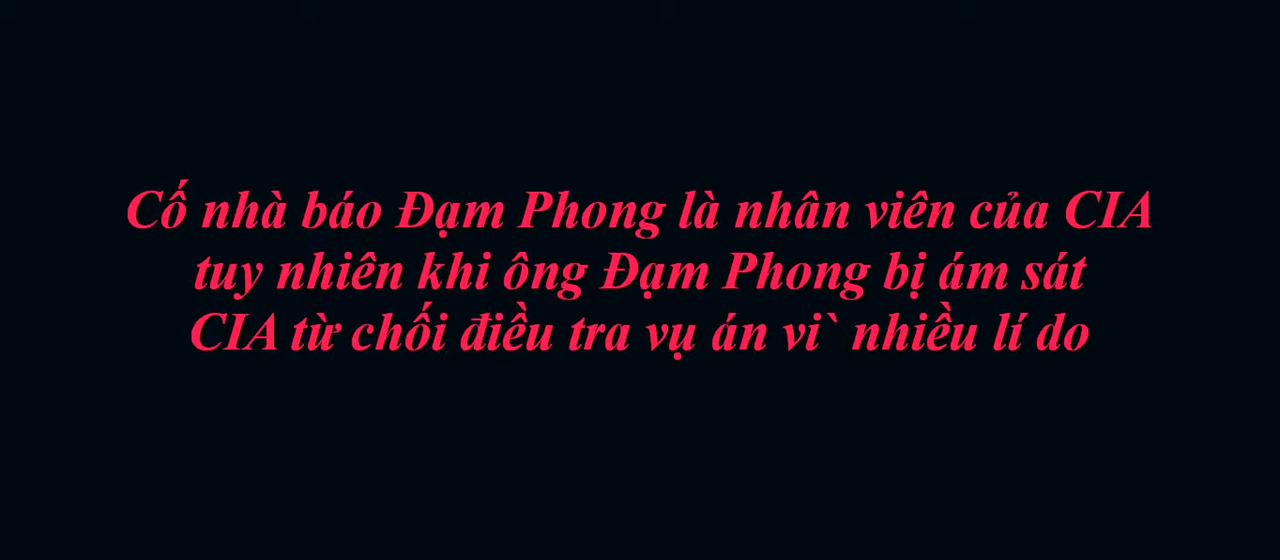 Cố nhà báo Đạm Phong là nhân viên của CIA
tuy nhiên khi ông Đạm Phong bị ám sát
CIA từ chối điều tra vụ án vi` nhiều lí do